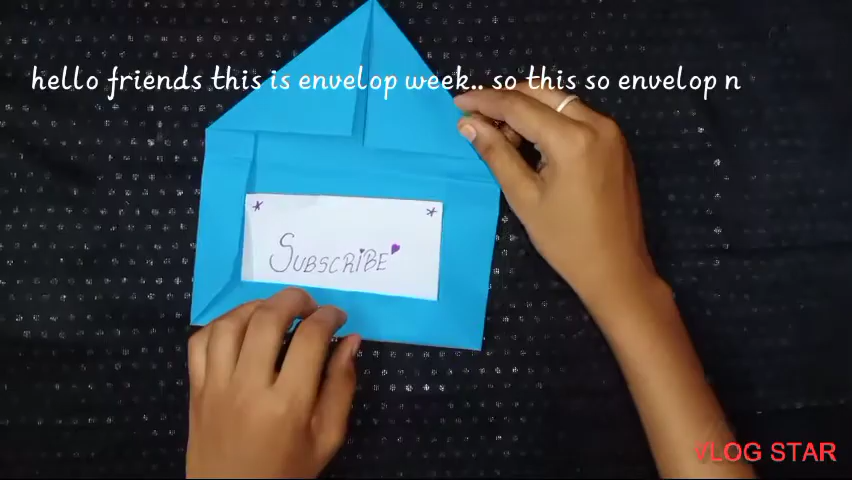 hello friends this is envelop week.. so this so envelop n
* *
SUBSCRIBE
VLOG STAR